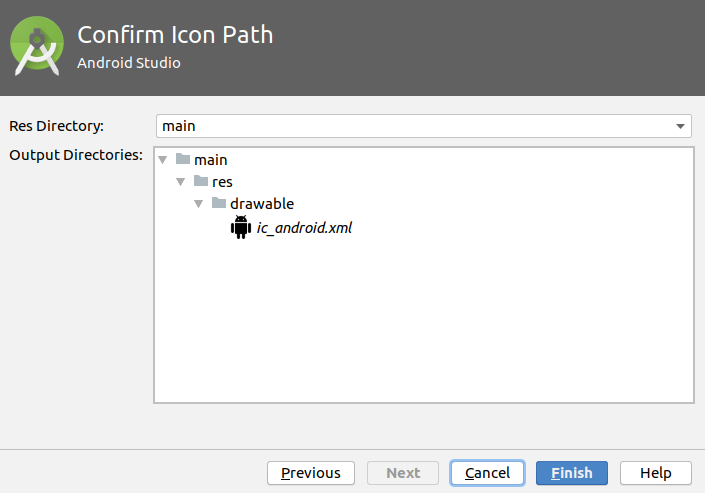 Confirm Icon Path
Android Studio
Res Directory: main
Output Directories: main
res
drawable
ic_android.xml
Previous Next Cancel Finish Help